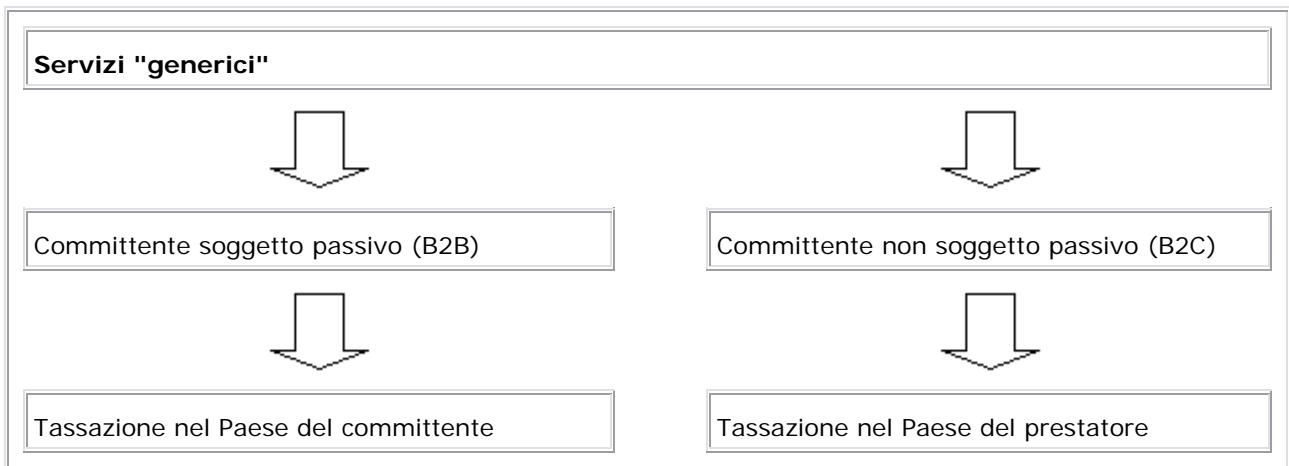 Servizi "generici"
Committente soggetto passivo (B2B)
Committente non soggetto passivo (B2C)
Tassazione nel Paese del committente
Tassazione nel Paese del prestatore